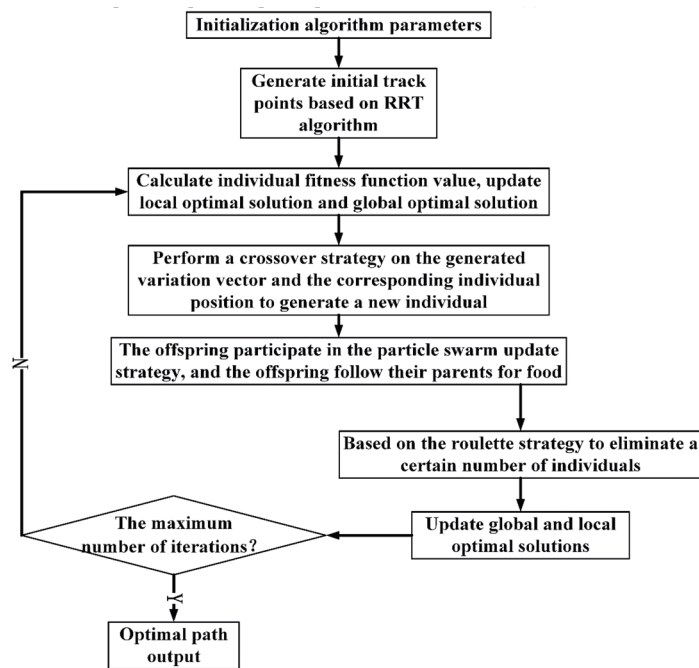 Initialization algorithm parameters
Generate initial track
points based on RRT
algorithm
Calculate individual fitness function value, update
local optimal solution and global optimal solution
Perform a crossover strategy on the generated
variation vector and the corresponding individual
position to generate a new individual
The offspring participate in the particle swarm update
strategy, and the offspring follow their parents for food
Based on the roulette strategy to eliminate a
certain number of individuals
Update global and local
optimal solutions
The maximum
number of iterations?
N
Y
Optimal path
output